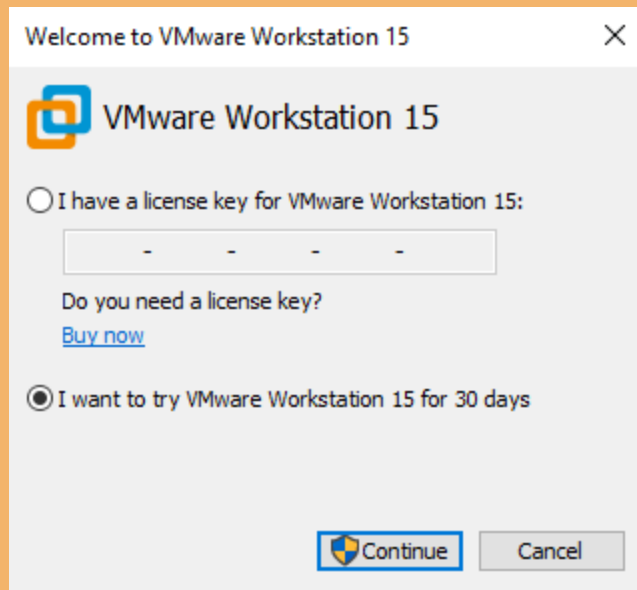 Welcome to VMware Workstation 15
VMware Workstation 15
I have a license key for VMware Workstation 15:
- - - -
Do you need a license key?
Buy now
I want to try VMware Workstation 15 for 30 days
Continue Cancel